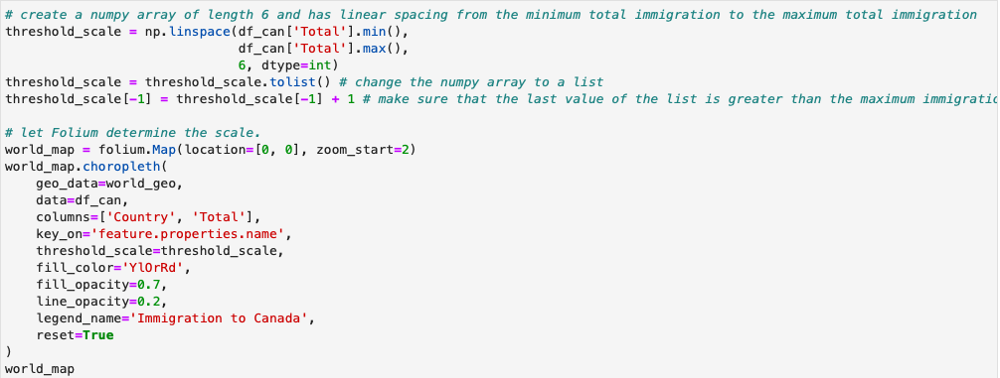 # create a numpy array of length 6 and has linear spacing from the minimum total immigration to the maximum total immigration
threshold_scale = np.linspace(df_can['Total'].min(),
                              df_can['Total'].max(),
                              6, dtype=int)
threshold_scale = threshold_scale.tolist() # change the numpy array to a list
threshold_scale[-1] = threshold_scale[-1] + 1 # make sure that the last value of the list is greater than the maximum

# let Folium determine the scale.
world_map = folium.Map(location=[0, 0], zoom_start=2)
world_map.choropleth(
    geo_data=world_geo,
    data=df_can,
    columns=['Country', 'Total'],
    key_on='feature.properties.name',
    threshold_scale=threshold_scale,
    fill_color='YlOrRd',
    fill_opacity=0.7,
    line_opacity=0.2,
    legend_name='Immigration to Canada',
    reset=True
)
world_map